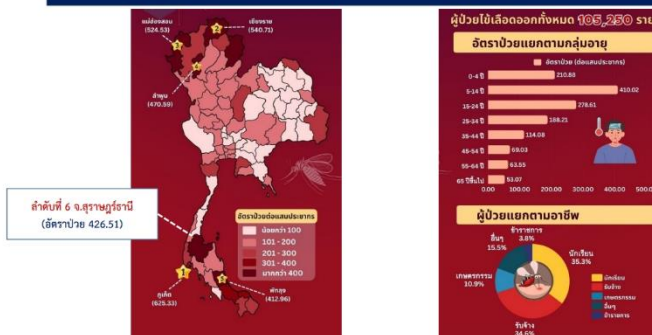 แม่ฮ่องสอน
(524.53)
3
เชียงราย
(540.71)
2
4
ลำพูน
(470.59)
ลำดับที่ 6 จ.สุราษฎร์ธานี
(อัตราป่วย 426.51)
อัตราป่วยต่อแสนประชากร
น้อยกว่า 100
101 - 200
201 - 300
301 - 400
มากกว่า 400
1
ภูเก็ต
(625.33)
พัทลุง
(412.96)
ผู้ป่วยไข้เลือดออกทั้งหมด 105,250 ราย
อัตราป่วยแยกตามกลุ่มอายุ
อัตราป่วย (ต่อแสนประชากร)
0-4 ปี 210.88
5-14 ปี 410.02
15-24 ปี 278.61
25-34 ปี 188.21
35-44 ปี 114.08
45-54 ปี 69.03
55-64 ปี 63.55
65 ปีขึ้นไป 53.07
0.00 100.00 200.00 300.00 400.00 500.0
ผู้ป่วยแยกตามอาชีพ
ข้าราชการ
3.8%
อื่นๆ
15.5%
นักเรียน
35.3%
เกษตรกรรม
10.9%
รับจ้าง
34.6%
นักเรียน
รับจ้าง
เกษตรกรรม
อื่นๆ
ข้าราชการ